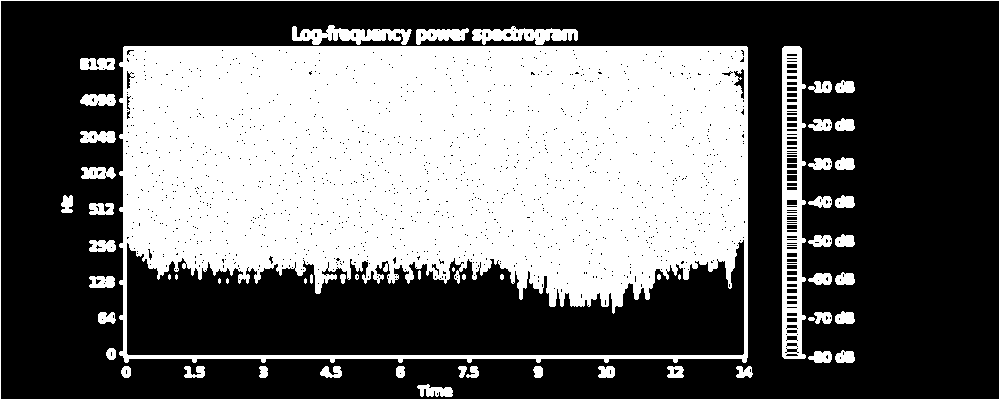 Log-frequency power spectrogram
8192
4096
2048
1024
512
256
128
64
0
Hz
0 1.5 3 4.5 6 7.5 9 10 12 14
Time
-10 dB
-20 dB
-30 dB
-40 dB
-50 dB
-60 dB
-70 dB
-80 dB